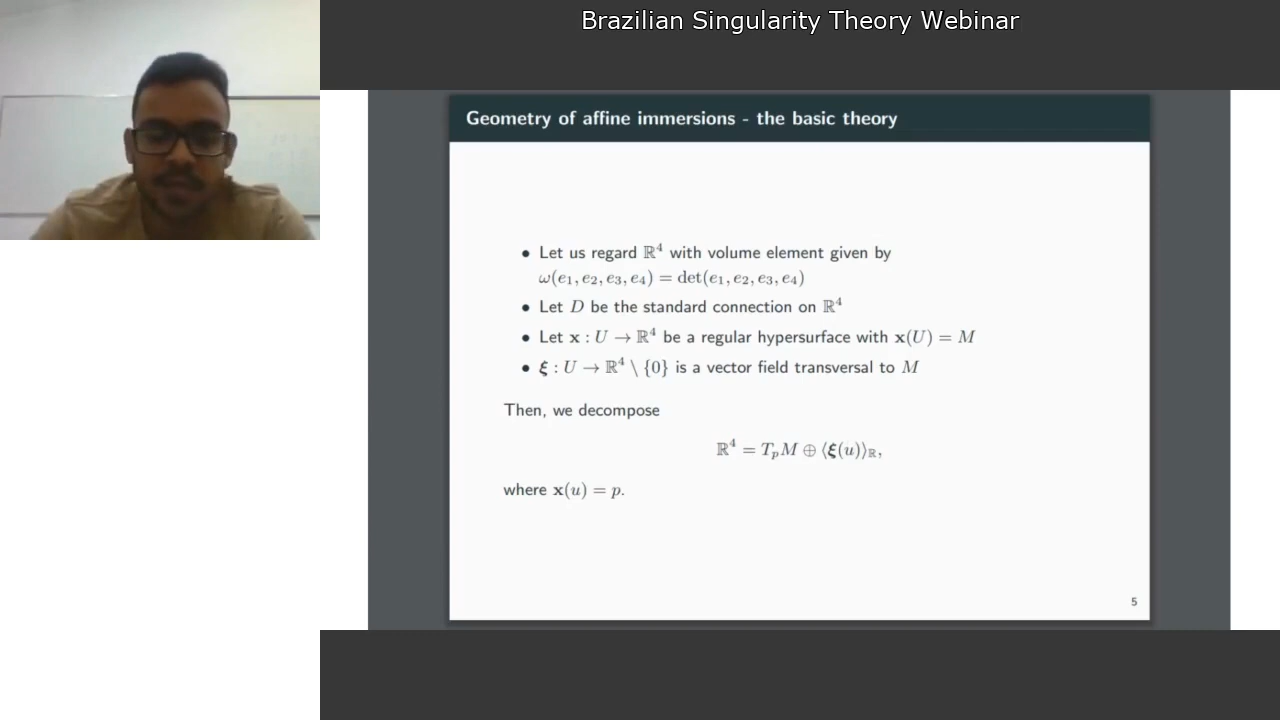 Brazilian Singularity Theory Webinar
Geometry of affine immersions - the basic theory
• Let us regard ℝ⁴ with volume element given by
ω(e₁, e₂, e₃, e₄) = det(e₁, e₂, e₃, e₄)
• Let D be the standard connection on ℝ⁴
• Let x : U → ℝ⁴ be a regular hypersurface with x(U) = M
• ξ : U → ℝ⁴ \ {0} is a vector field transversal to M
Then, we decompose
ℝ⁴ = TₚM ⊕ ⟨ξ(u)⟩_ℝ,
where x(u) = p.
5